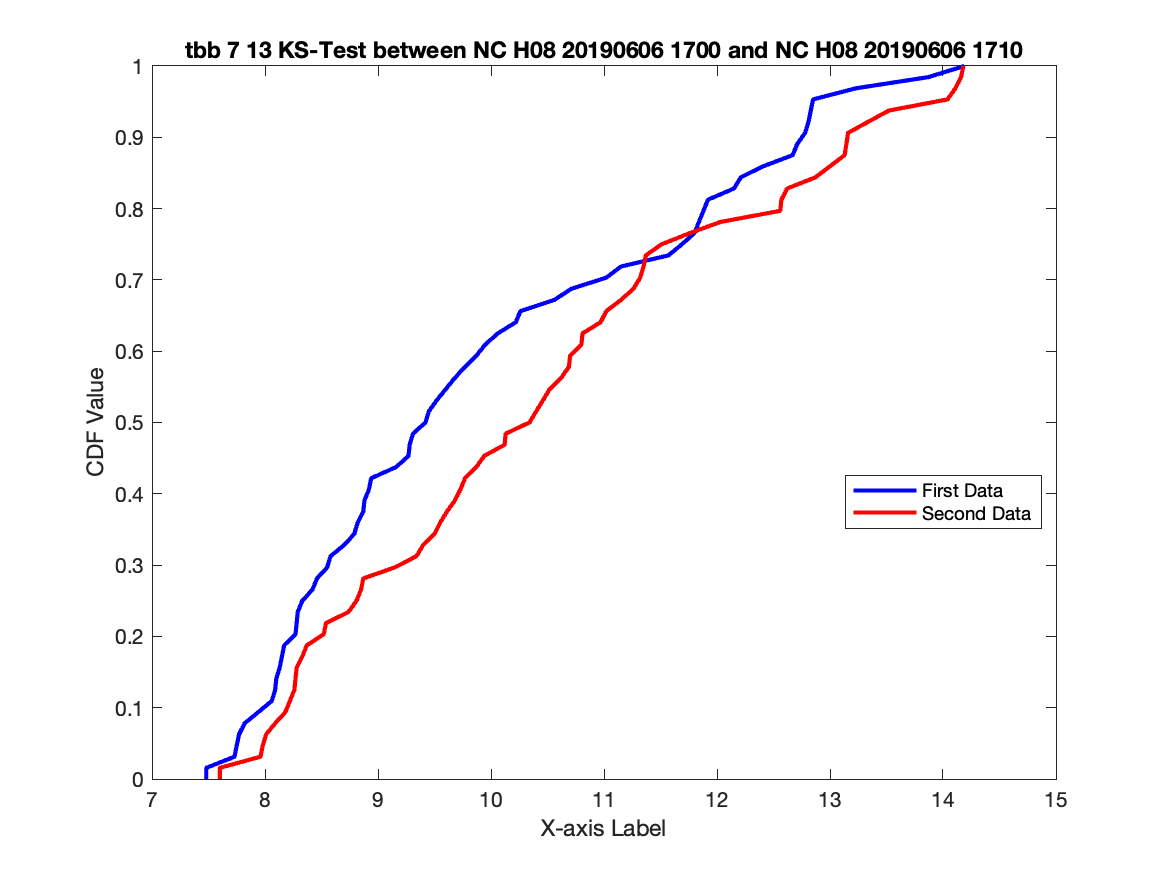 tbb 7 13 KS-Test between NC H08 20190606 1700 and NC H08 20190606 1710
1
0.9
0.8
0.7
0.6
0.5
0.4
0.3
0.2
0.1
0
CDF Value
First Data
Second Data
7 8 9 10 11 12 13 14 15
X-axis Label